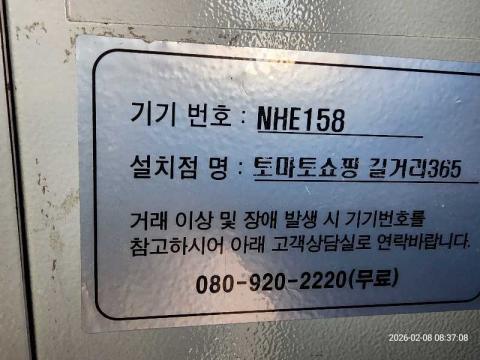 기기 번호 : NHE158
설치점 명 : 토마토쇼핑 길거리365
거래 이상 및 장애 발생 시 기기번호를
참고하시어 아래 고객상담실로 연락바랍니다.
080-920-2220(무료)
2026-02-08 08:37:08